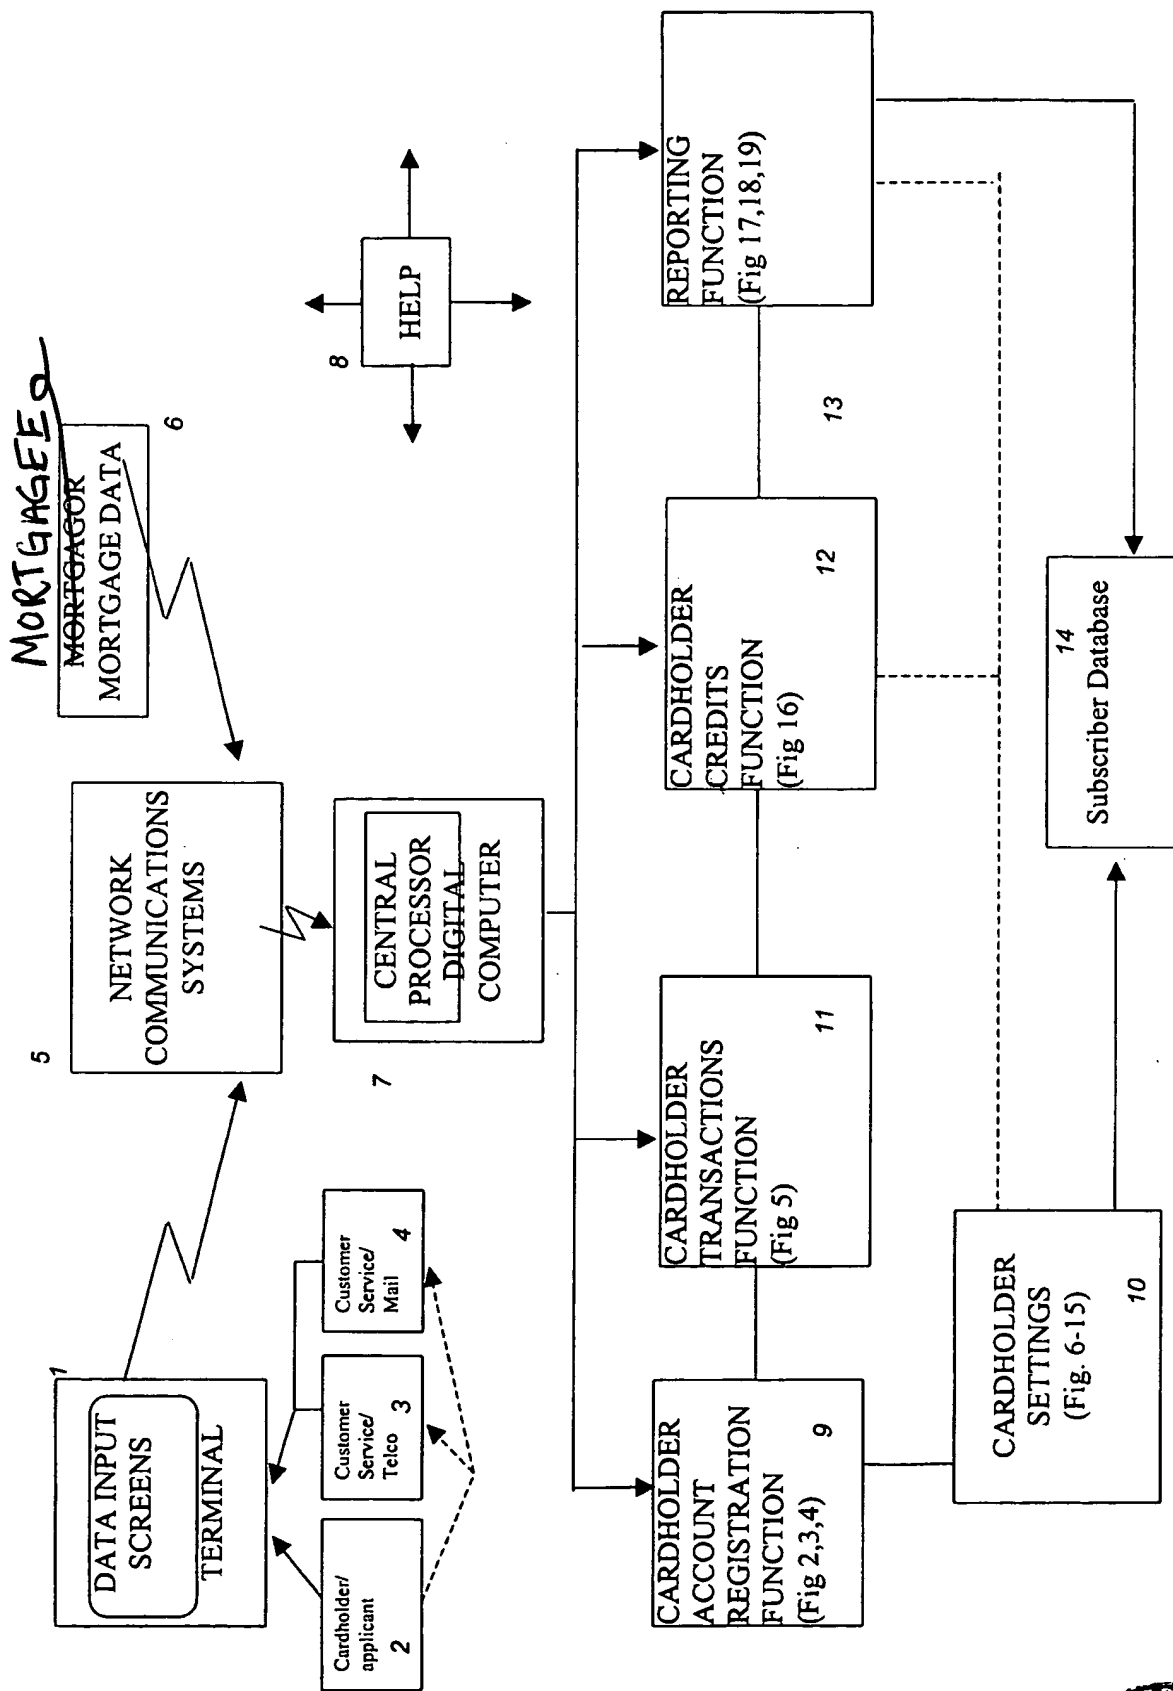 MORTGAGEE
MORTGAGOR
MORTGAGE DATA
6
5
NETWORK
COMMUNICATIONS
SYSTEMS
1
DATA INPUT
SCREENS
TERMINAL
Cardholder/
applicant
2
Customer
Service/
Telco
3
Customer
Service/
Mail
4
7
CENTRAL
PROCESSOR
DIGITAL
COMPUTER
8
HELP
CARDHOLDER
ACCOUNT
REGISTRATION
FUNCTION
(Fig 2,3,4)
9
CARDHOLDER
TRANSACTIONS
FUNCTION
(Fig 5)
11
CARDHOLDER
CREDITS
FUNCTION
(Fig 16)
12
13
REPORTING
FUNCTION
(Fig 17,18,19)
CARDHOLDER
SETTINGS
(Fig. 6-15)
10
14
Subscriber Database